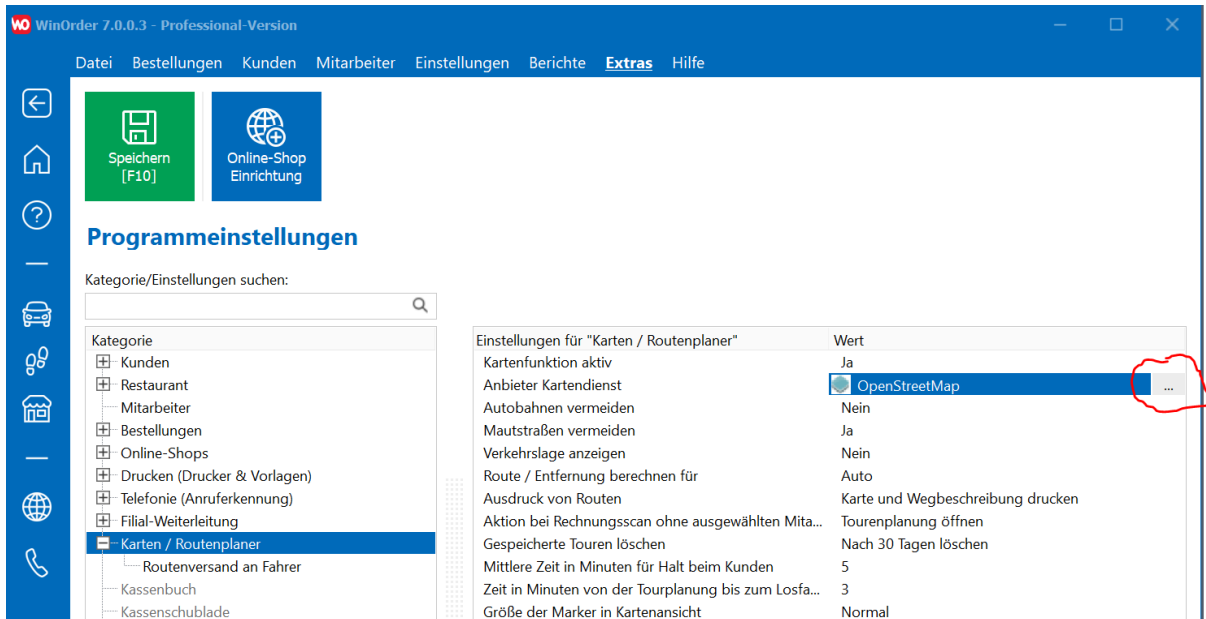 WO WinOrder 7.0.0.3 - Professional-Version
Datei Bestellungen Kunden Mitarbeiter Einstellungen Berichte Extras Hilfe
Speichern
[F10]
Online-Shop
Einrichtung
Programmeinstellungen
Kategorie/Einstellungen suchen:
Kategorie
Kunden
Restaurant
Mitarbeiter
Bestellungen
Online-Shops
Drucken (Drucker & Vorlagen)
Telefonie (Anruferkennung)
Filial-Weiterleitung
Karten / Routenplaner
Routenversand an Fahrer
Kassenbuch
Kassenschublade
Einstellungen für "Karten / Routenplaner" Wert
Kartenfunktion aktiv Ja
Anbieter Kartendienst OpenStreetMap ...
Autobahnen vermeiden Nein
Mautstraßen vermeiden Ja
Verkehrslage anzeigen Nein
Route / Entfernung berechnen für Auto
Ausdruck von Routen Karte und Wegbeschreibung drucken
Aktion bei Rechnungsscan ohne ausgewählten Mita... Tourenplanung öffnen
Gespeicherte Touren löschen Nach 30 Tagen löschen
Mittlere Zeit in Minuten für Halt beim Kunden 5
Zeit in Minuten von der Tourplanung bis zum Losfa... 3
Größe der Marker in Kartenansicht Normal